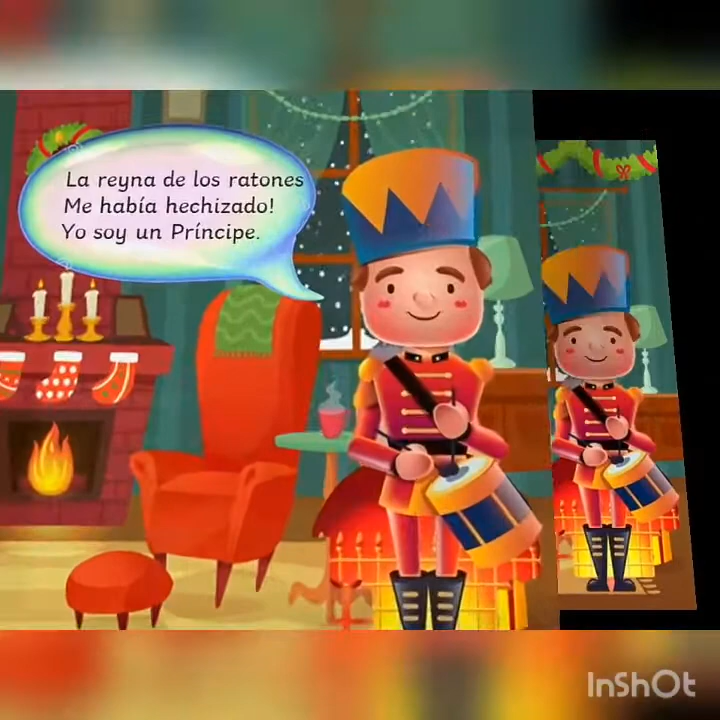 La reyna de los ratones
Me había hechizado!
Yo soy un Príncipe.
InShOt